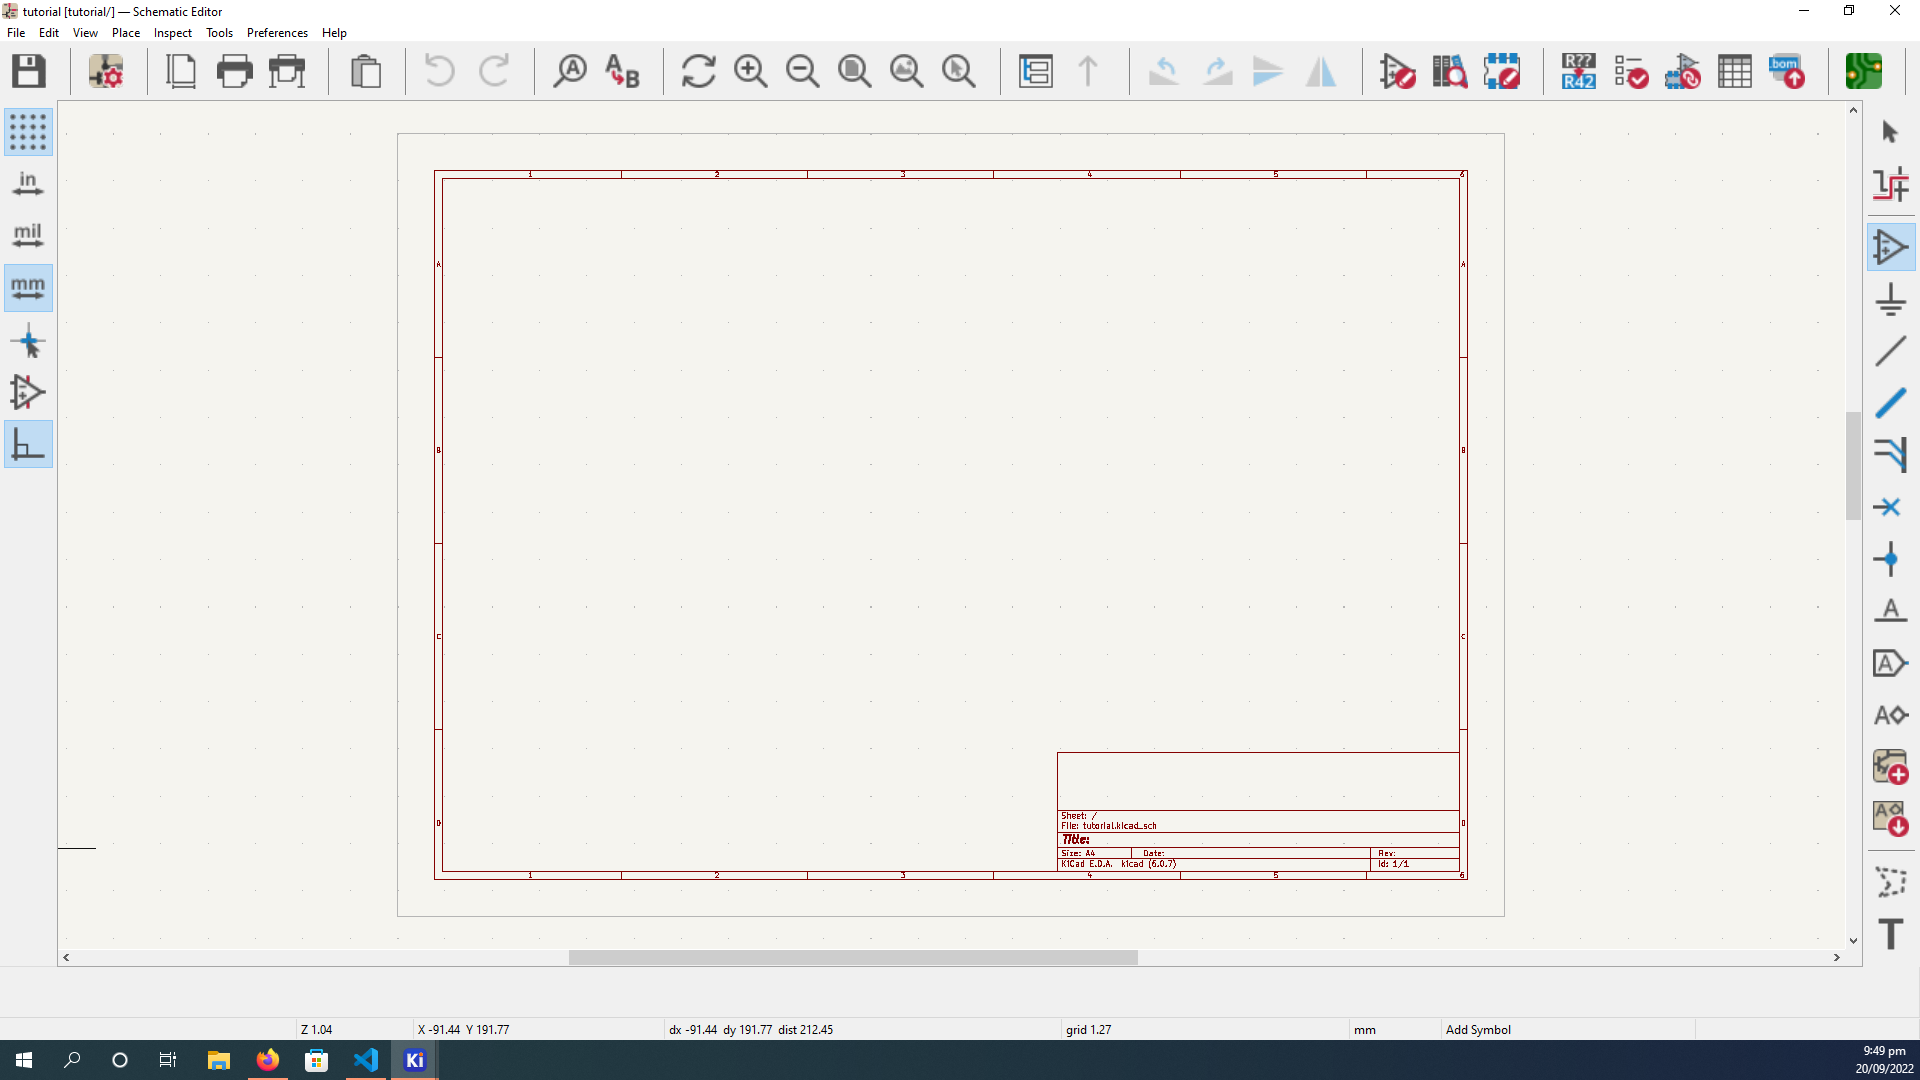 tutorial [tutorial/] — Schematic Editor
File Edit View Place Inspect Tools Preferences Help
A B
R??
R42
bom
in
mil
mm
1 2 3 4 5 6
A A
B B
C C
D D
Sheet: /
File: tutorial.kicad_sch
Title:
Size: A4 Date: Rev:
KiCad E.D.A. kicad (6.0.7) Id: 1/1
1 2 3 4 5 6
A
A
A
A
T
Z 1.04 X -91.44 Y 191.77 dx -91.44 dy 191.77 dist 212.45 grid 1.27 mm Add Symbol
Ki
9:49 pm
20/09/2022